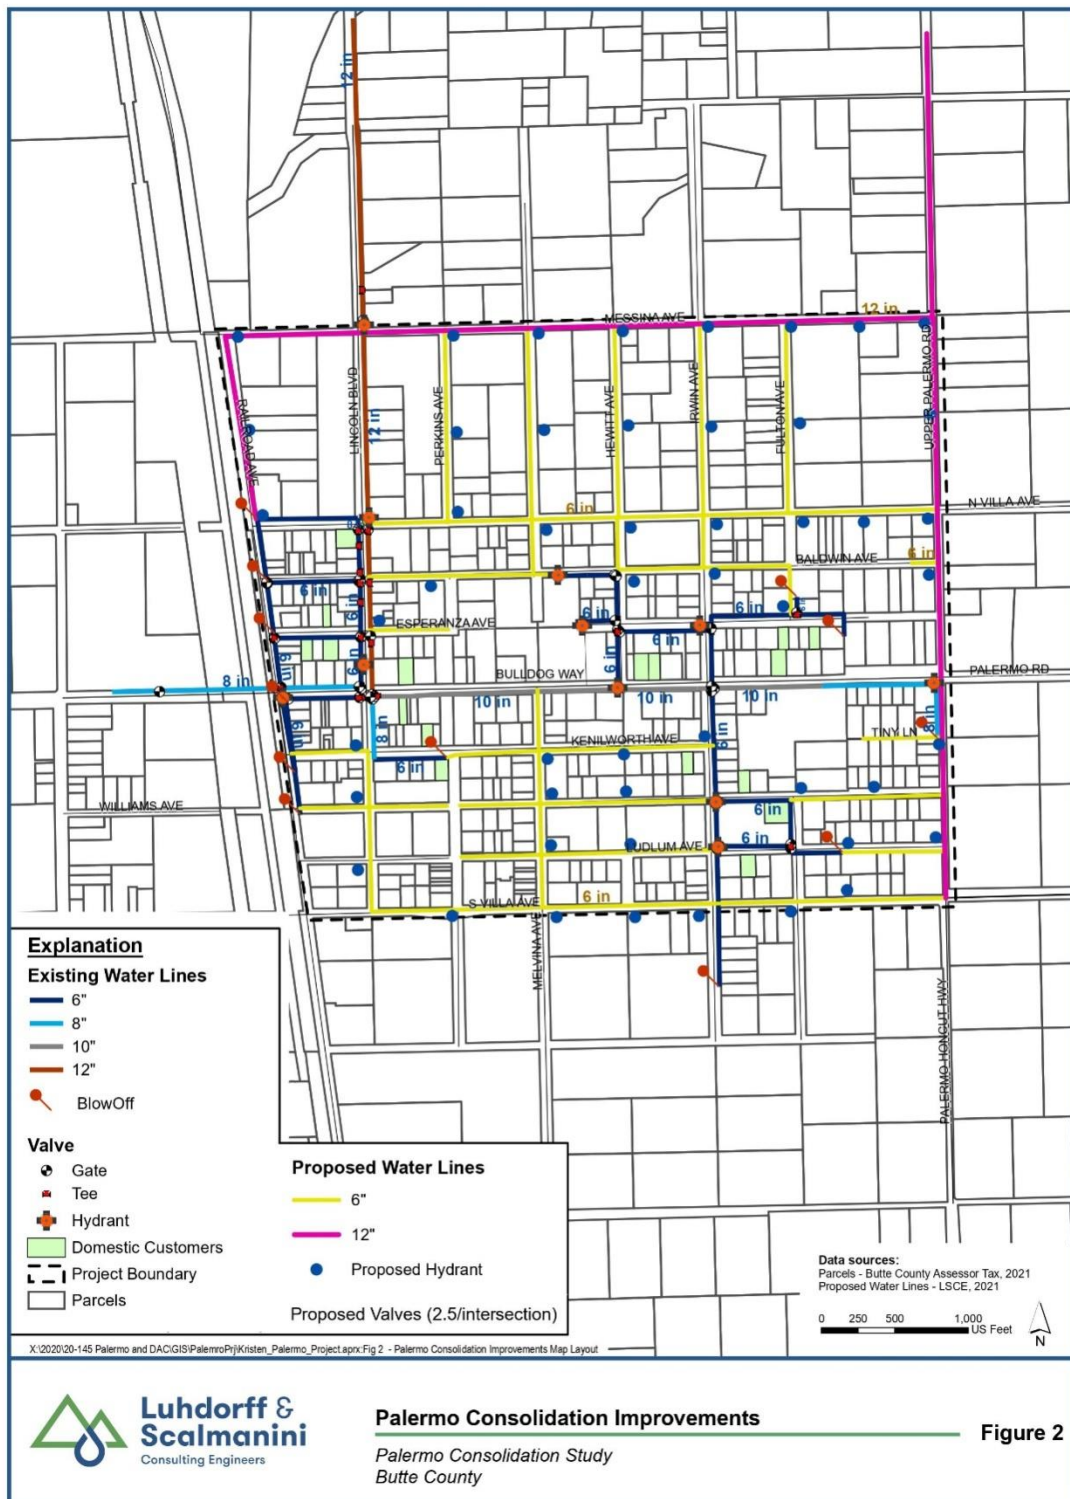 12 in
MESSINA AVE
12 in
RAILROAD AVE
LINCOLN BLVD
12 in
PERKINS AVE
HEWITT AVE
IRWIN AVE
FULTON AVE
UPPER PALERMO RD
N VILLA AVE
6 in
BALDWIN AVE
6 in
6 in
6 in
6 in
6 in
6 in
ESPERANZA AVE
6 in
6 in
6 in
BULLDOG WAY
PALERMO RD
8 in
10 in
10 in
10 in
6 in
8 in
6 in
8 in
TINY LN
KENILWORTH AVE
6 in
WILLIAMS AVE
6 in
6 in
LUDLUM AVE
S VILLA AVE
6 in
MELVINA AVE
PALERMO HONCUT HWY
Explanation
Existing Water Lines
6"
8"
10"
12"
BlowOff
Valve
Gate
Tee
Hydrant
Domestic Customers
Project Boundary
Parcels
Proposed Water Lines
6"
12"
Proposed Hydrant
Proposed Valves (2.5/intersection)
Data sources:
Parcels - Butte County Assessor Tax, 2021
Proposed Water Lines - LSCE, 2021
0 250 500 1,000
US Feet
N
X:\2020\20-145 Palermo and DAC\GIS\PalemroPrj\Kristen_Palermo_Project.aprx:Fig 2 - Palermo Consolidation Improvements Map Layout
Luhdorff &
Scalmanini
Consulting Engineers
Palermo Consolidation Improvements
Palermo Consolidation Study
Butte County
Figure 2